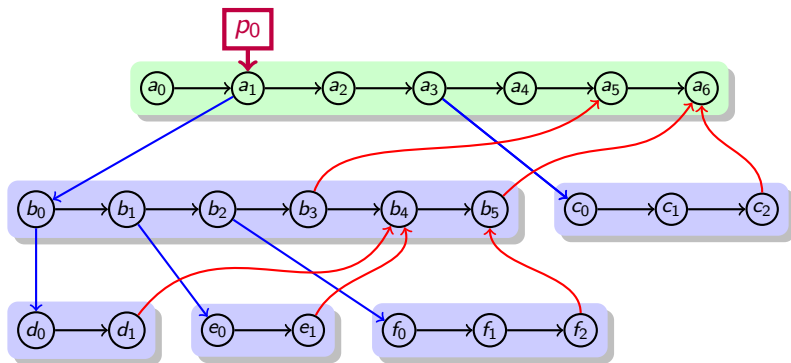 p₀
a₀ a₁ a₂ a₃ a₄ a₅ a₆
b₀ b₁ b₂ b₃ b₄ b₅ c₀ c₁ c₂
d₀ d₁ e₀ e₁ f₀ f₁ f₂